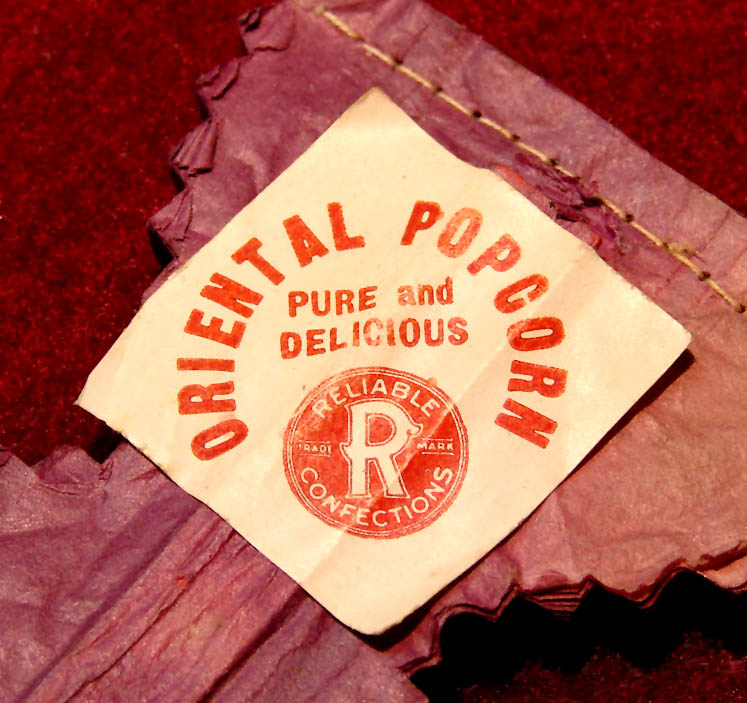 ORIENTAL POPCORN
PURE and
DELICIOUS
RELIABLE
TRADE R MARK
CONFECTIONS